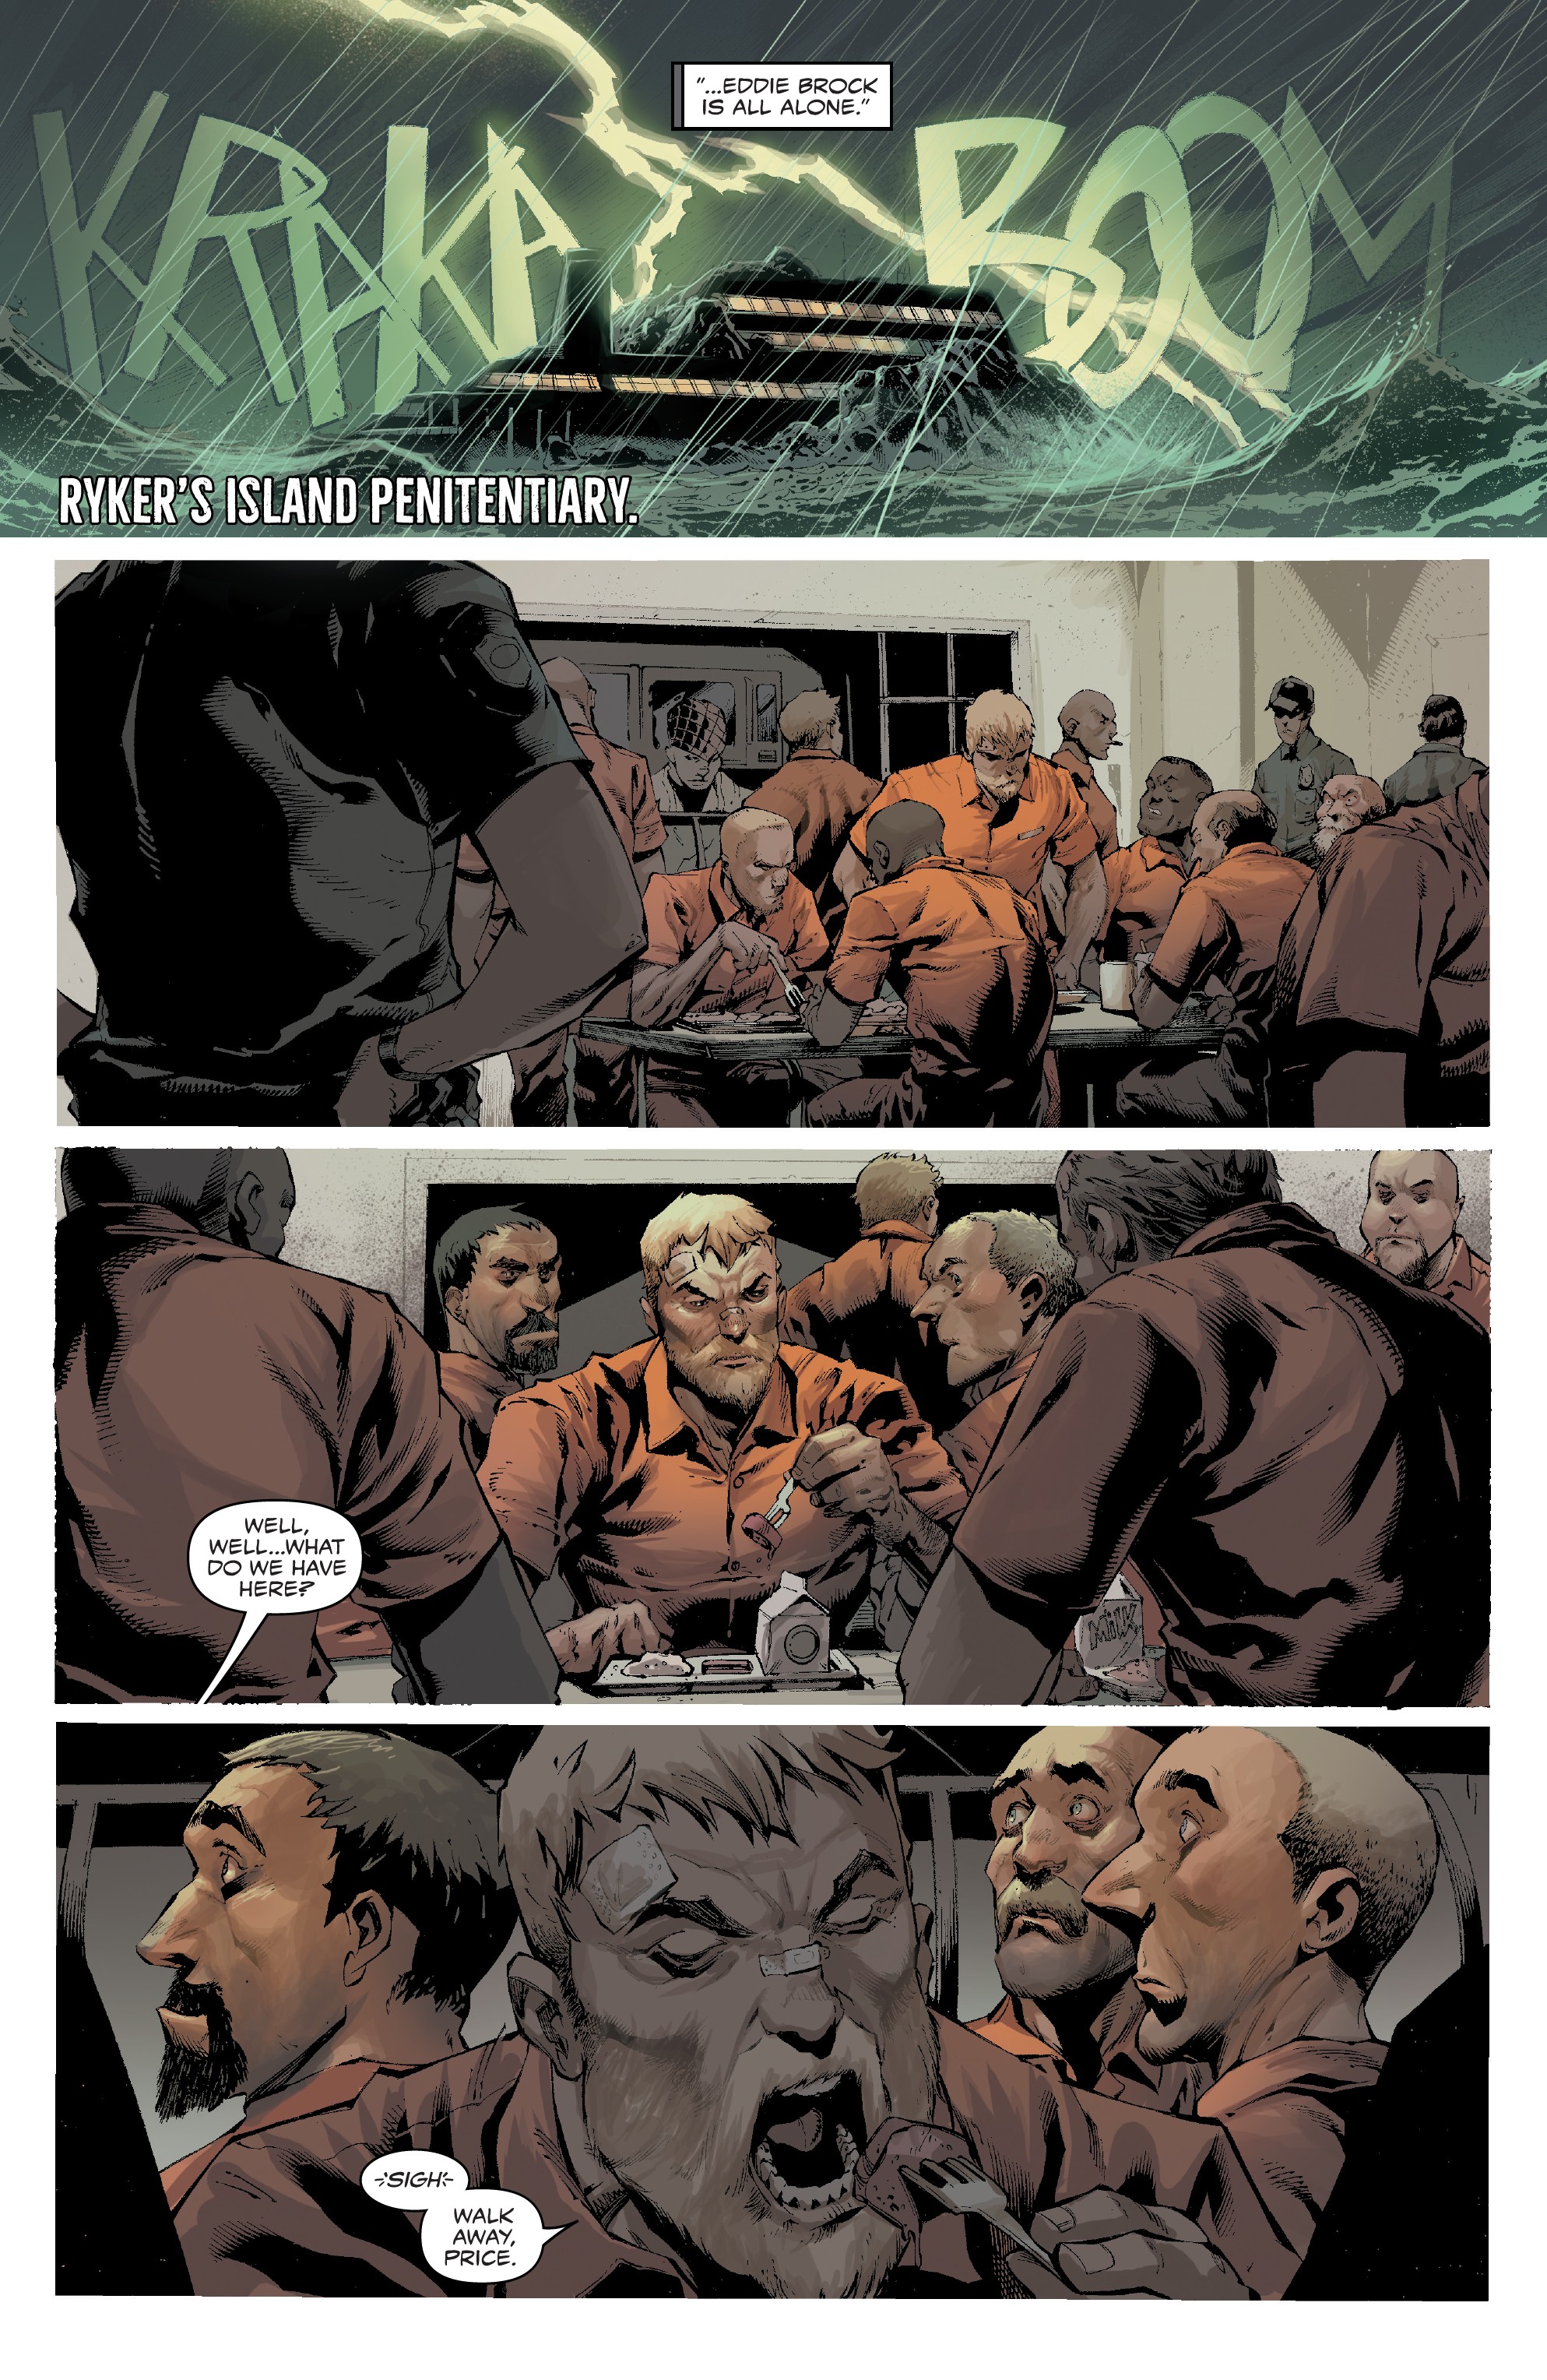 "...EDDIE BROCK
IS ALL ALONE."
KRAKA BOOM
RYKER'S ISLAND PENITENTIARY.
WELL,
WELL...WHAT
DO WE HAVE
HERE?
MILK
-SIGH-
WALK
AWAY,
PRICE.